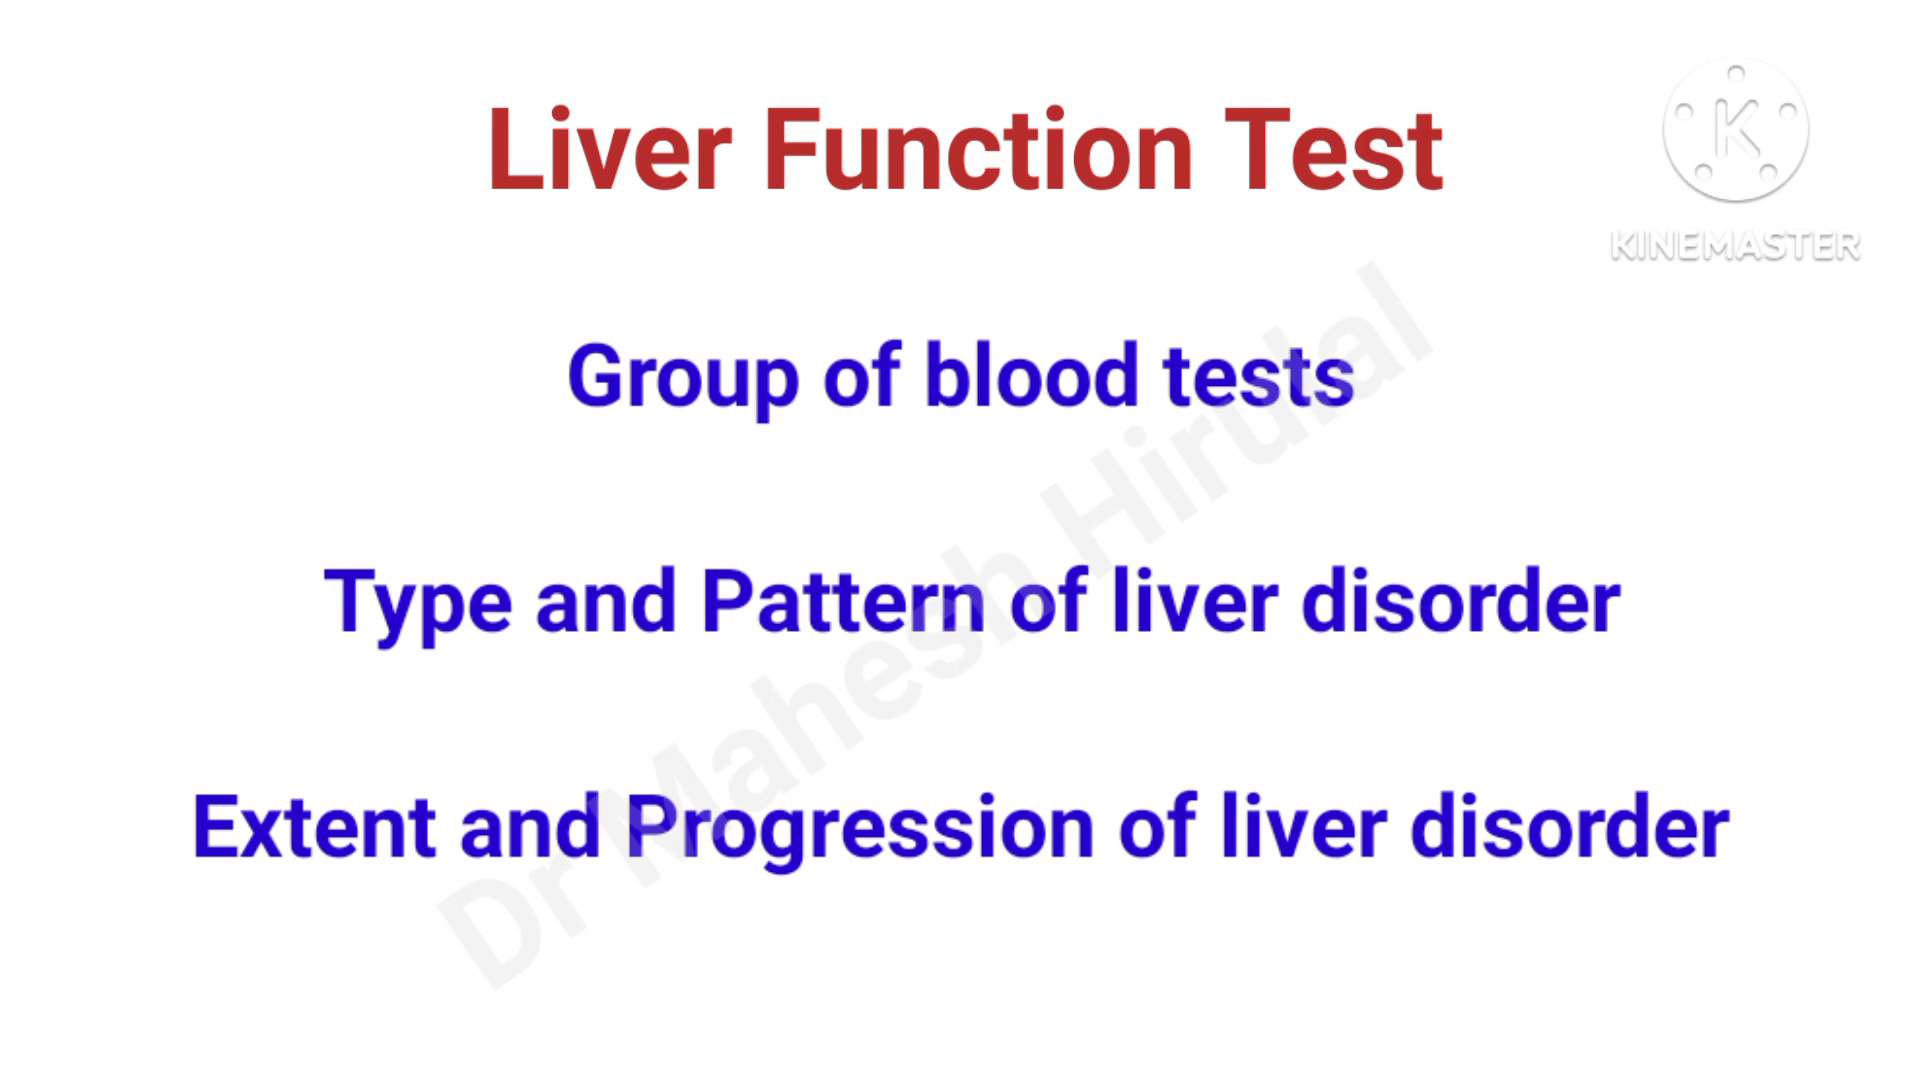 Liver Function Test
KINEMASTER
Group of blood tests
Type and Pattern of liver disorder
Extent and Progression of liver disorder
Dr Mahesh Hirulal